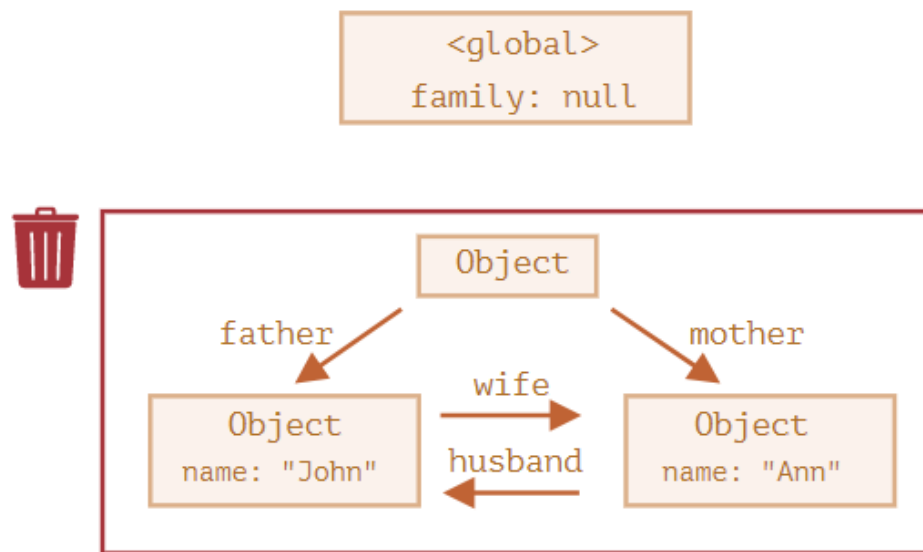 <global>
family: null
Object
father
mother
wife
Object
name: "John"
Object
name: "Ann"
husband